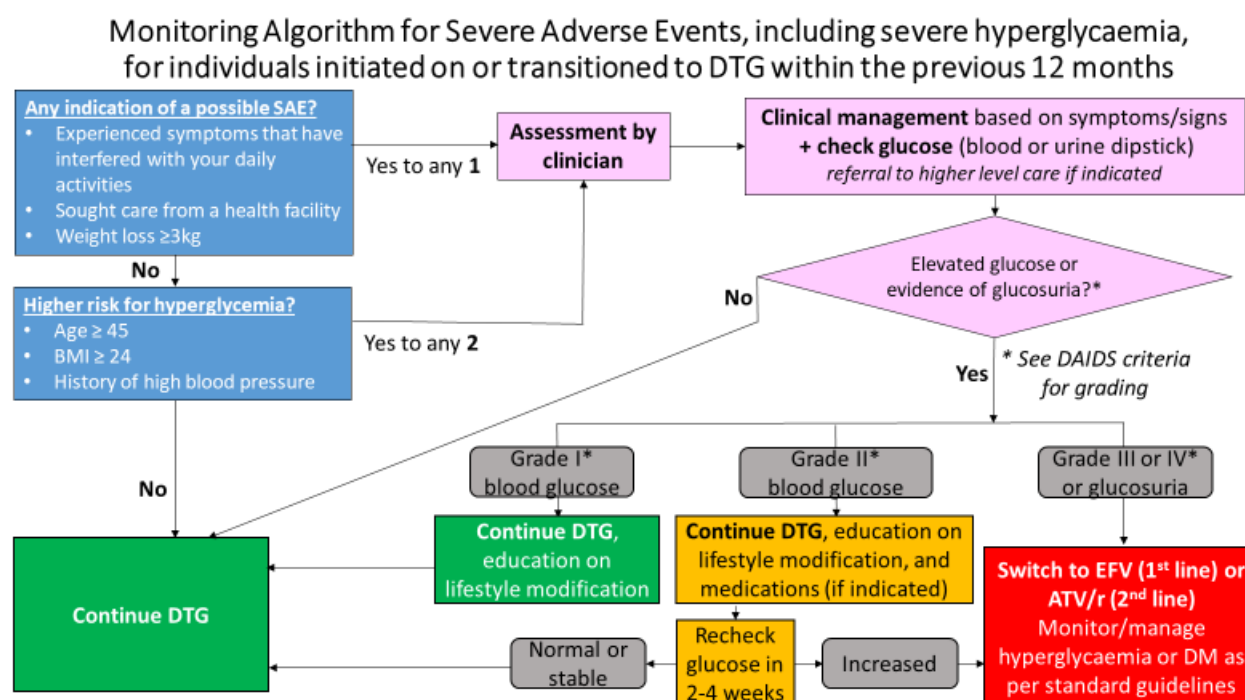 Monitoring Algorithm for Severe Adverse Events, including severe hyperglycaemia,
for individuals initiated on or transitioned to DTG within the previous 12 months
Any indication of a possible SAE?
• Experienced symptoms that have
interfered with your daily
activities
• Sought care from a health facility
• Weight loss ≥3kg
Yes to any 1
Assessment by
clinician
Clinical management based on symptoms/signs
+ check glucose (blood or urine dipstick)
referral to higher level care if indicated
No
Higher risk for hyperglycemia?
• Age ≥ 45
• BMI ≥ 24
• History of high blood pressure
Yes to any 2
Elevated glucose or
evidence of glucosuria?*
No
Yes
* See DAIDS criteria
for grading
No
Grade I*
blood glucose
Grade II*
blood glucose
Grade III or IV*
or glucosuria
Continue DTG
Continue DTG,
education on
lifestyle modification
Continue DTG, education on
lifestyle modification, and
medications (if indicated)
Switch to EFV (1st line) or
ATV/r (2nd line)
Monitor/manage
hyperglycaemia or DM as
per standard guidelines
Normal or
stable
Recheck
glucose in
2-4 weeks
Increased